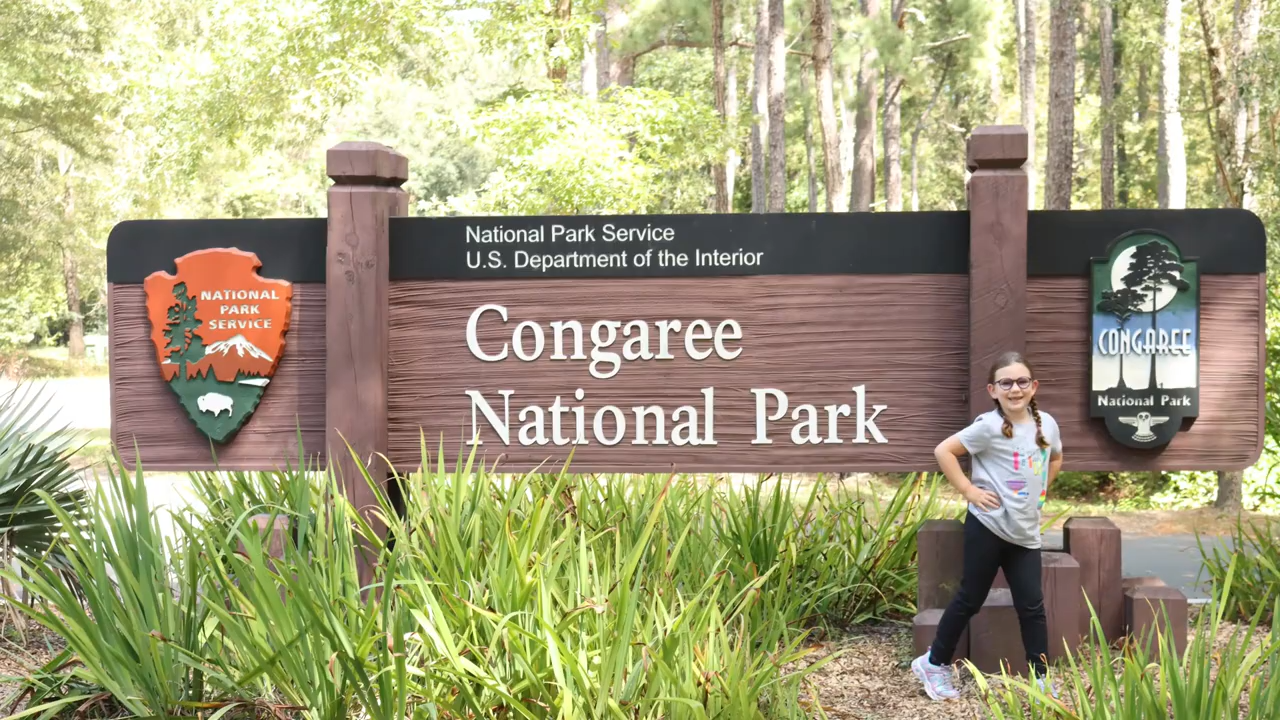 National Park Service
U.S. Department of the Interior
NATIONAL
PARK
SERVICE
Congaree
National Park
CONGAREE
National Park